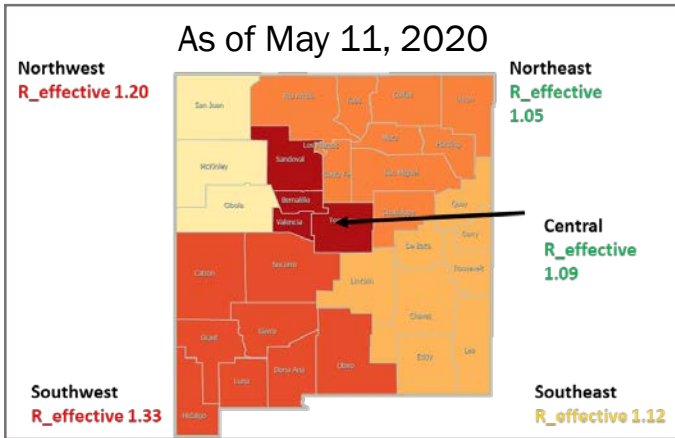 As of May 11, 2020
Northwest
R_effective 1.20
Northeast
R_effective
1.05
San Juan
Rio Arriba
Taos
Colfax
Union
Mora
Harding
Los Alamos
Sandoval
McKinley
Santa Fe
San Miguel
Cibola
Bernalillo
Valencia
Guadalupe
Quay
Curry
De Baca
Roosevelt
Central
R_effective
1.09
Catron
Socorro
Lincoln
Chaves
Sierra
Grant
Otero
Eddy
Lea
Luna
Dona Ana
Hidalgo
Southwest
R_effective 1.33
Southeast
R_effective 1.12